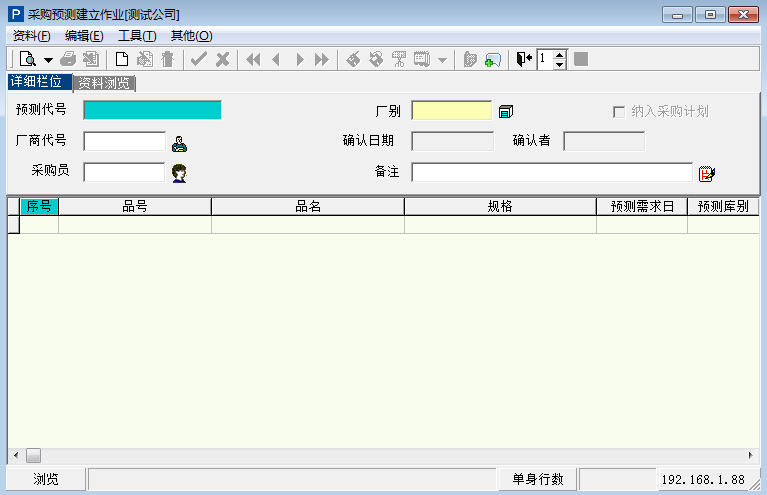 P 采购预测建立作业[测试公司]
资料(F) 编辑(E) 工具(T) 其他(O)
1
详细栏位 资料浏览
预测代号 厂别 纳入采购计划
厂商代号 确认日期 确认者
采购员 备注
序号 品号 品名 规格 预测需求日 预测库别
浏览 单身行数 192.168.1.88